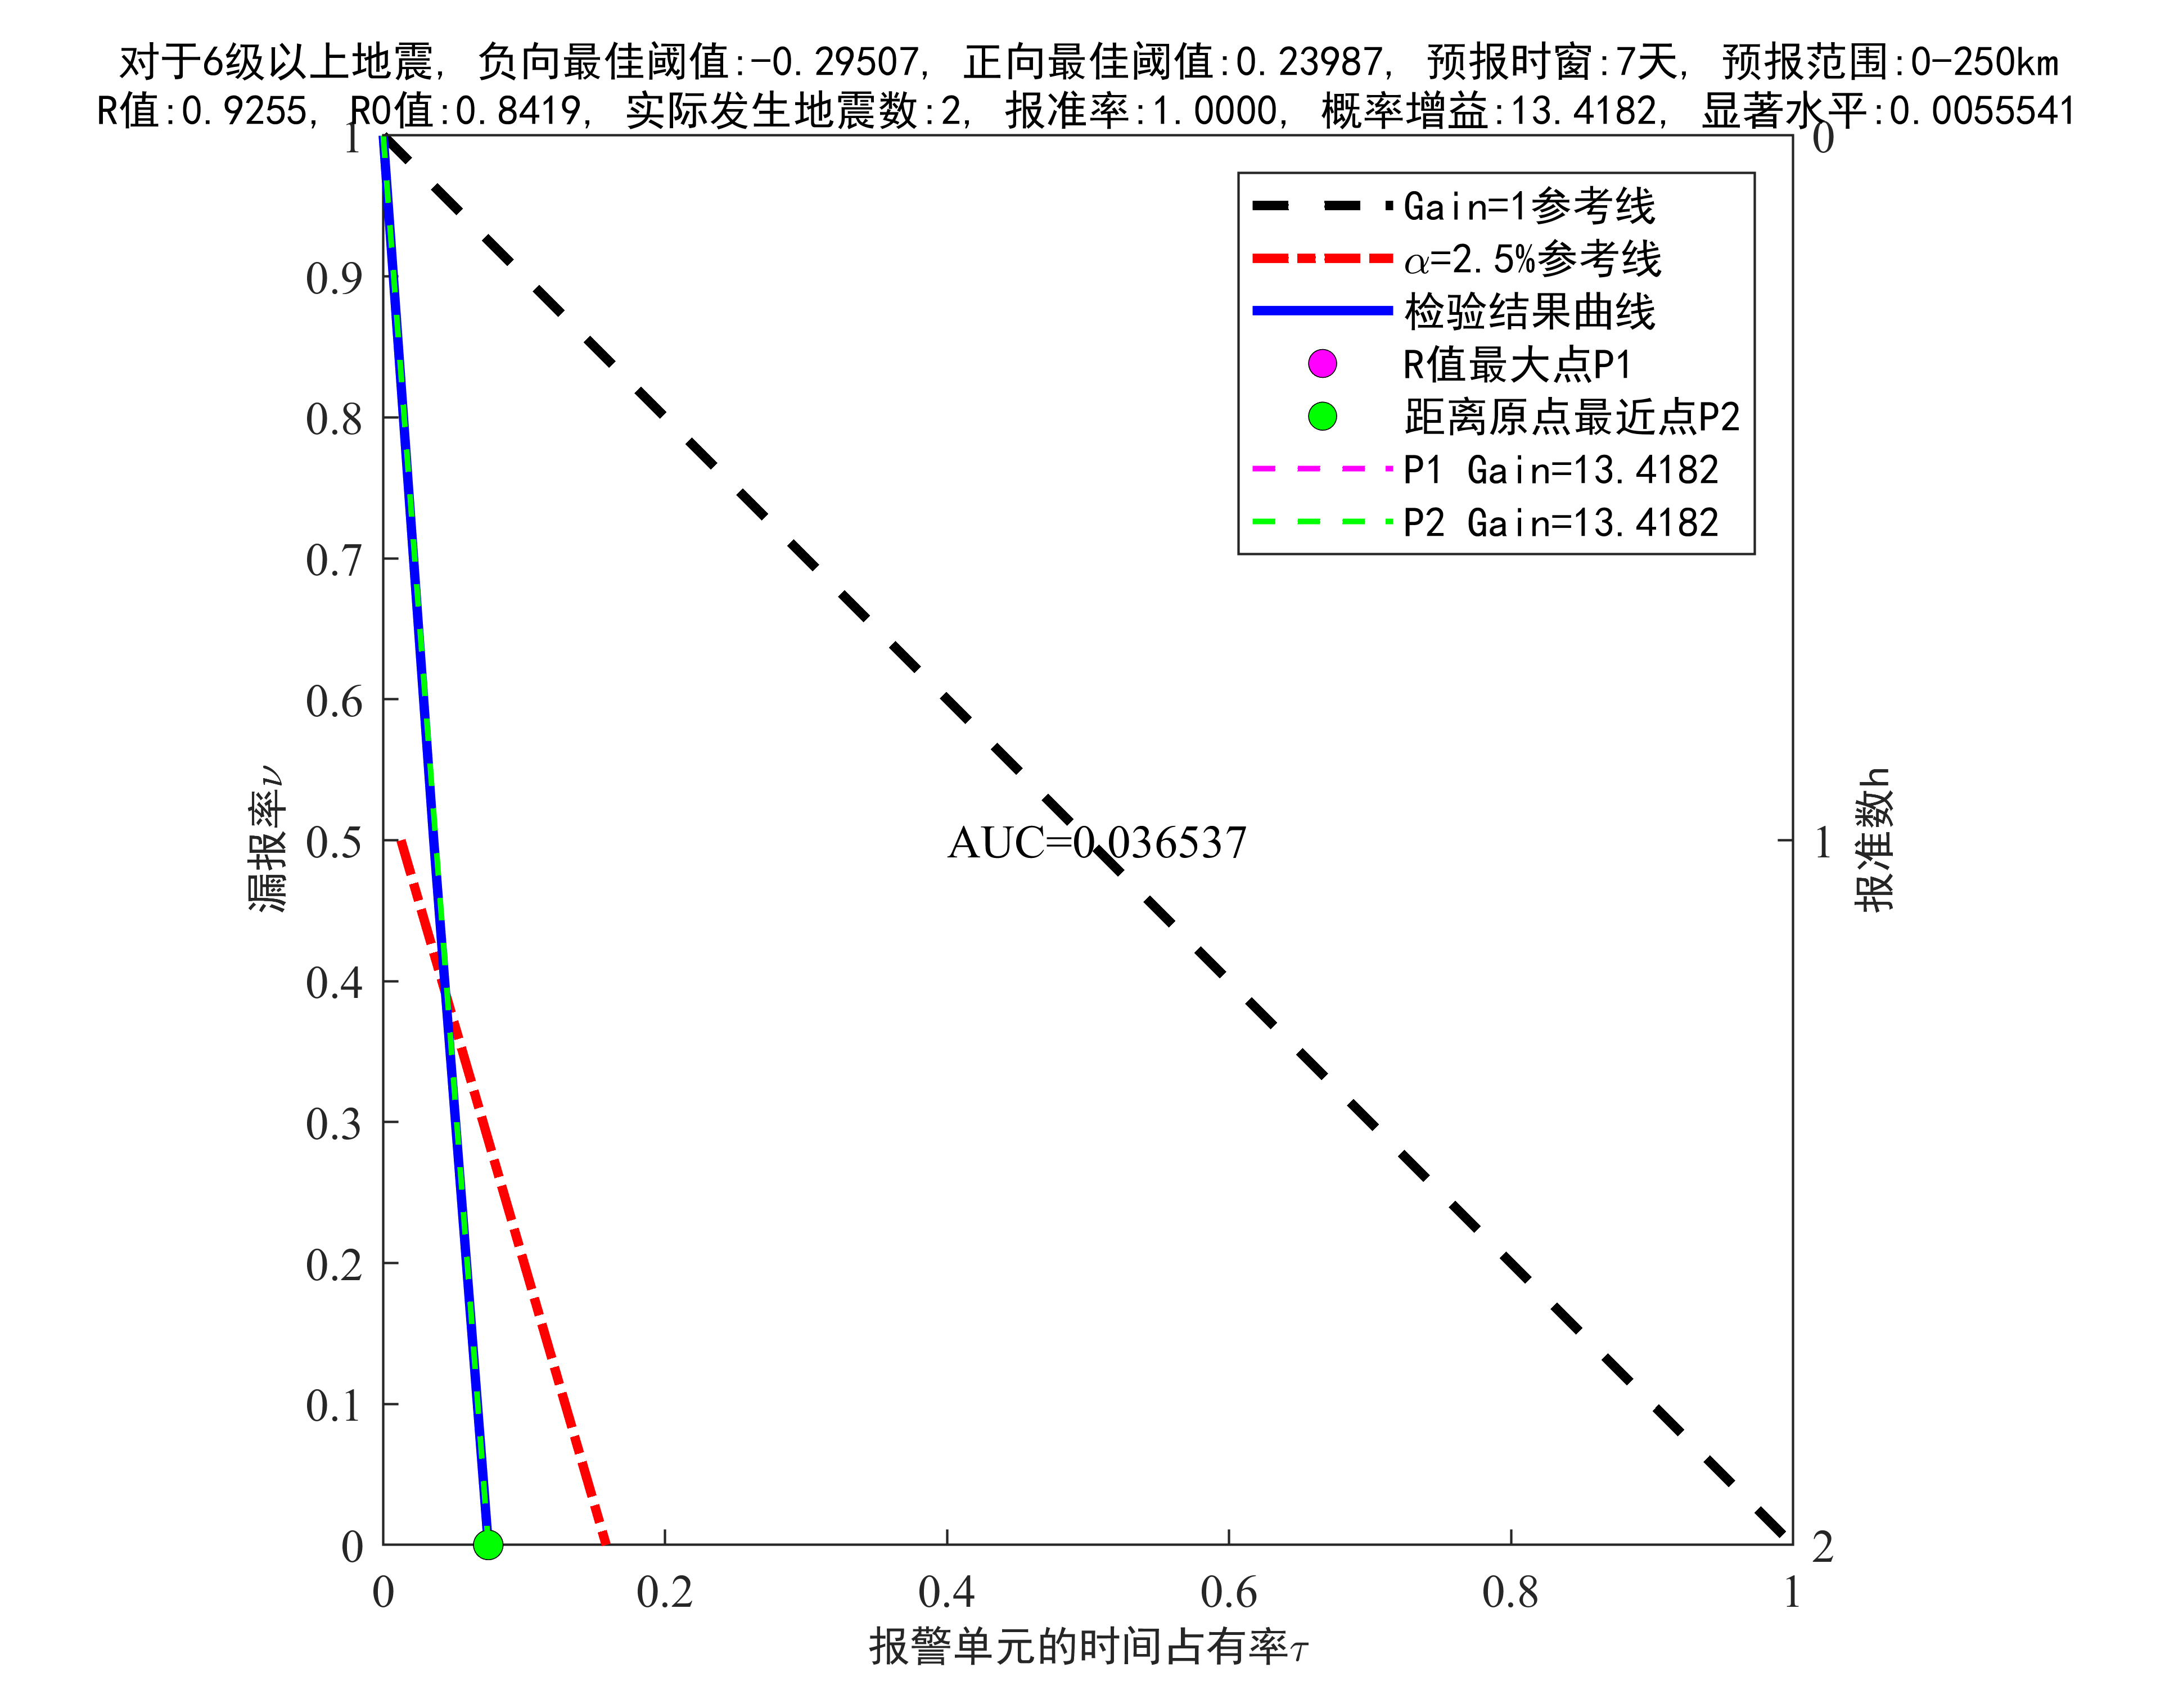 对于6级以上地震, 负向最佳阈值:-0.29507, 正向最佳阈值:0.23987, 预报时窗:7天, 预报范围:0-250km
R值:0.9255, R0值:0.8419, 实际发生地震数:2, 报准率:1.0000, 概率增益:13.4182, 显著水平:0.0055541
Gain=1参考线
α=2.5%参考线
检验结果曲线
R值最大点P1
距离原点最近点P2
P1 Gain=13.4182
P2 Gain=13.4182
1
0.9
0.8
0.7
0.6
0.5
0.4
0.3
0.2
0.1
0
漏报率ν
AUC=0.036537
0
1
2
报准数h
0
0.2
0.4
0.6
0.8
1
报警单元的时间占有率τ